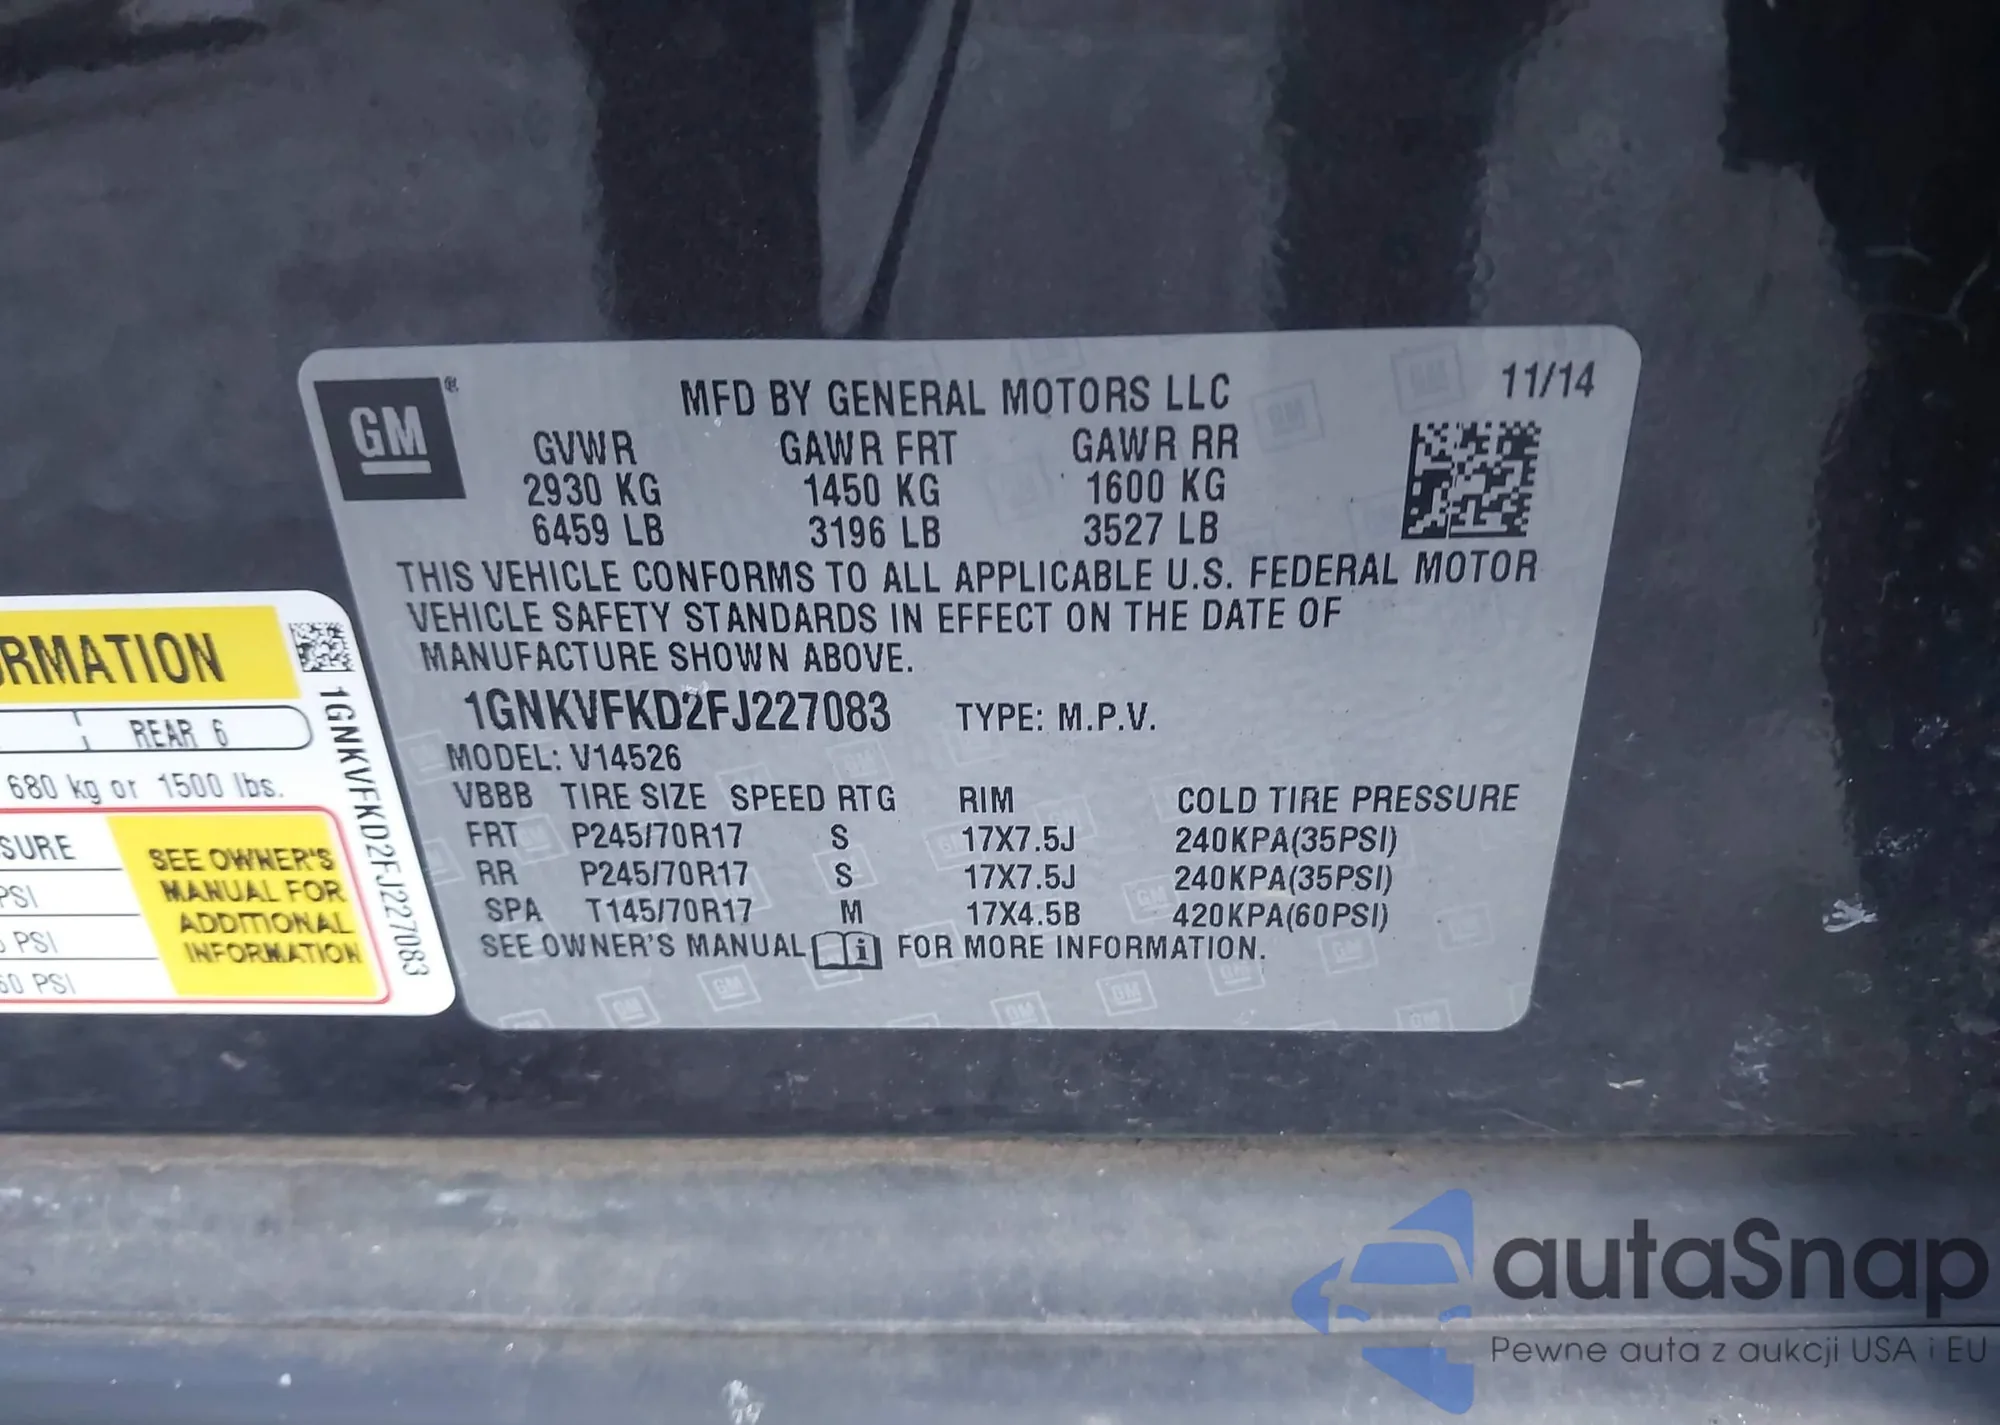 GM ®
MFD BY GENERAL MOTORS LLC 11/14
GVWR GAWR FRT GAWR RR
2930 KG 1450 KG 1600 KG
6459 LB 3196 LB 3527 LB
THIS VEHICLE CONFORMS TO ALL APPLICABLE U.S. FEDERAL MOTOR
VEHICLE SAFETY STANDARDS IN EFFECT ON THE DATE OF
MANUFACTURE SHOWN ABOVE.
1GNKVFKD2FJ227083 TYPE: M.P.V.
MODEL: V14526
VBBB TIRE SIZE SPEED RTG RIM COLD TIRE PRESSURE
FRT P245/70R17 S 17X7.5J 240KPA(35PSI)
RR P245/70R17 S 17X7.5J 240KPA(35PSI)
SPA T145/70R17 M 17X4.5B 420KPA(60PSI)
SEE OWNER'S MANUAL i FOR MORE INFORMATION.
RMATION
REAR 6
680 kg or 1500 lbs.
SURE
PSI
PSI
60 PSI
SEE OWNER'S
MANUAL FOR
ADDITIONAL
INFORMATION
1GNKVFKD2FJ227083
autaSnap
Pewne auta z aukcji USA i EU